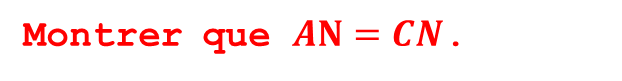 Montrer que AN = CN.